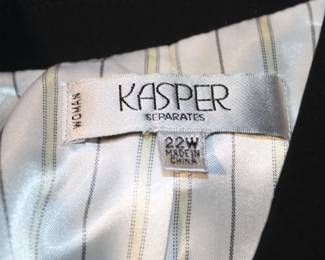 WOMAN
KASPER
SEPARATES
22W
MADE IN
CHINA